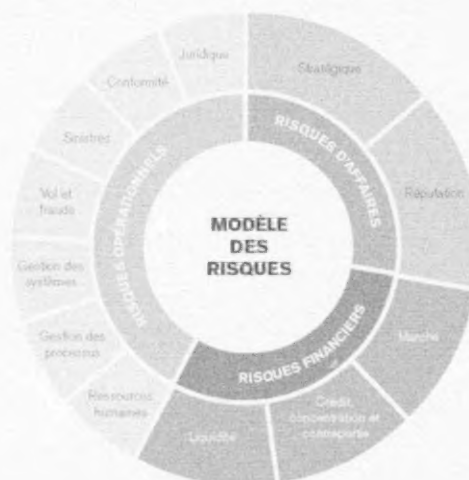 MODÈLE
DES
RISQUES
RISQUES D'AFFAIRES
Stratégique
Réputation
RISQUES FINANCIERS
Marché
Crédit,
concentration et
contrepartie
Liquidité
RISQUES OPÉRATIONNELS
Ressources
humaines
Gestion des
processus
Gestion des
systèmes
Vol et
fraude
Sinistres
Conformité
Juridique